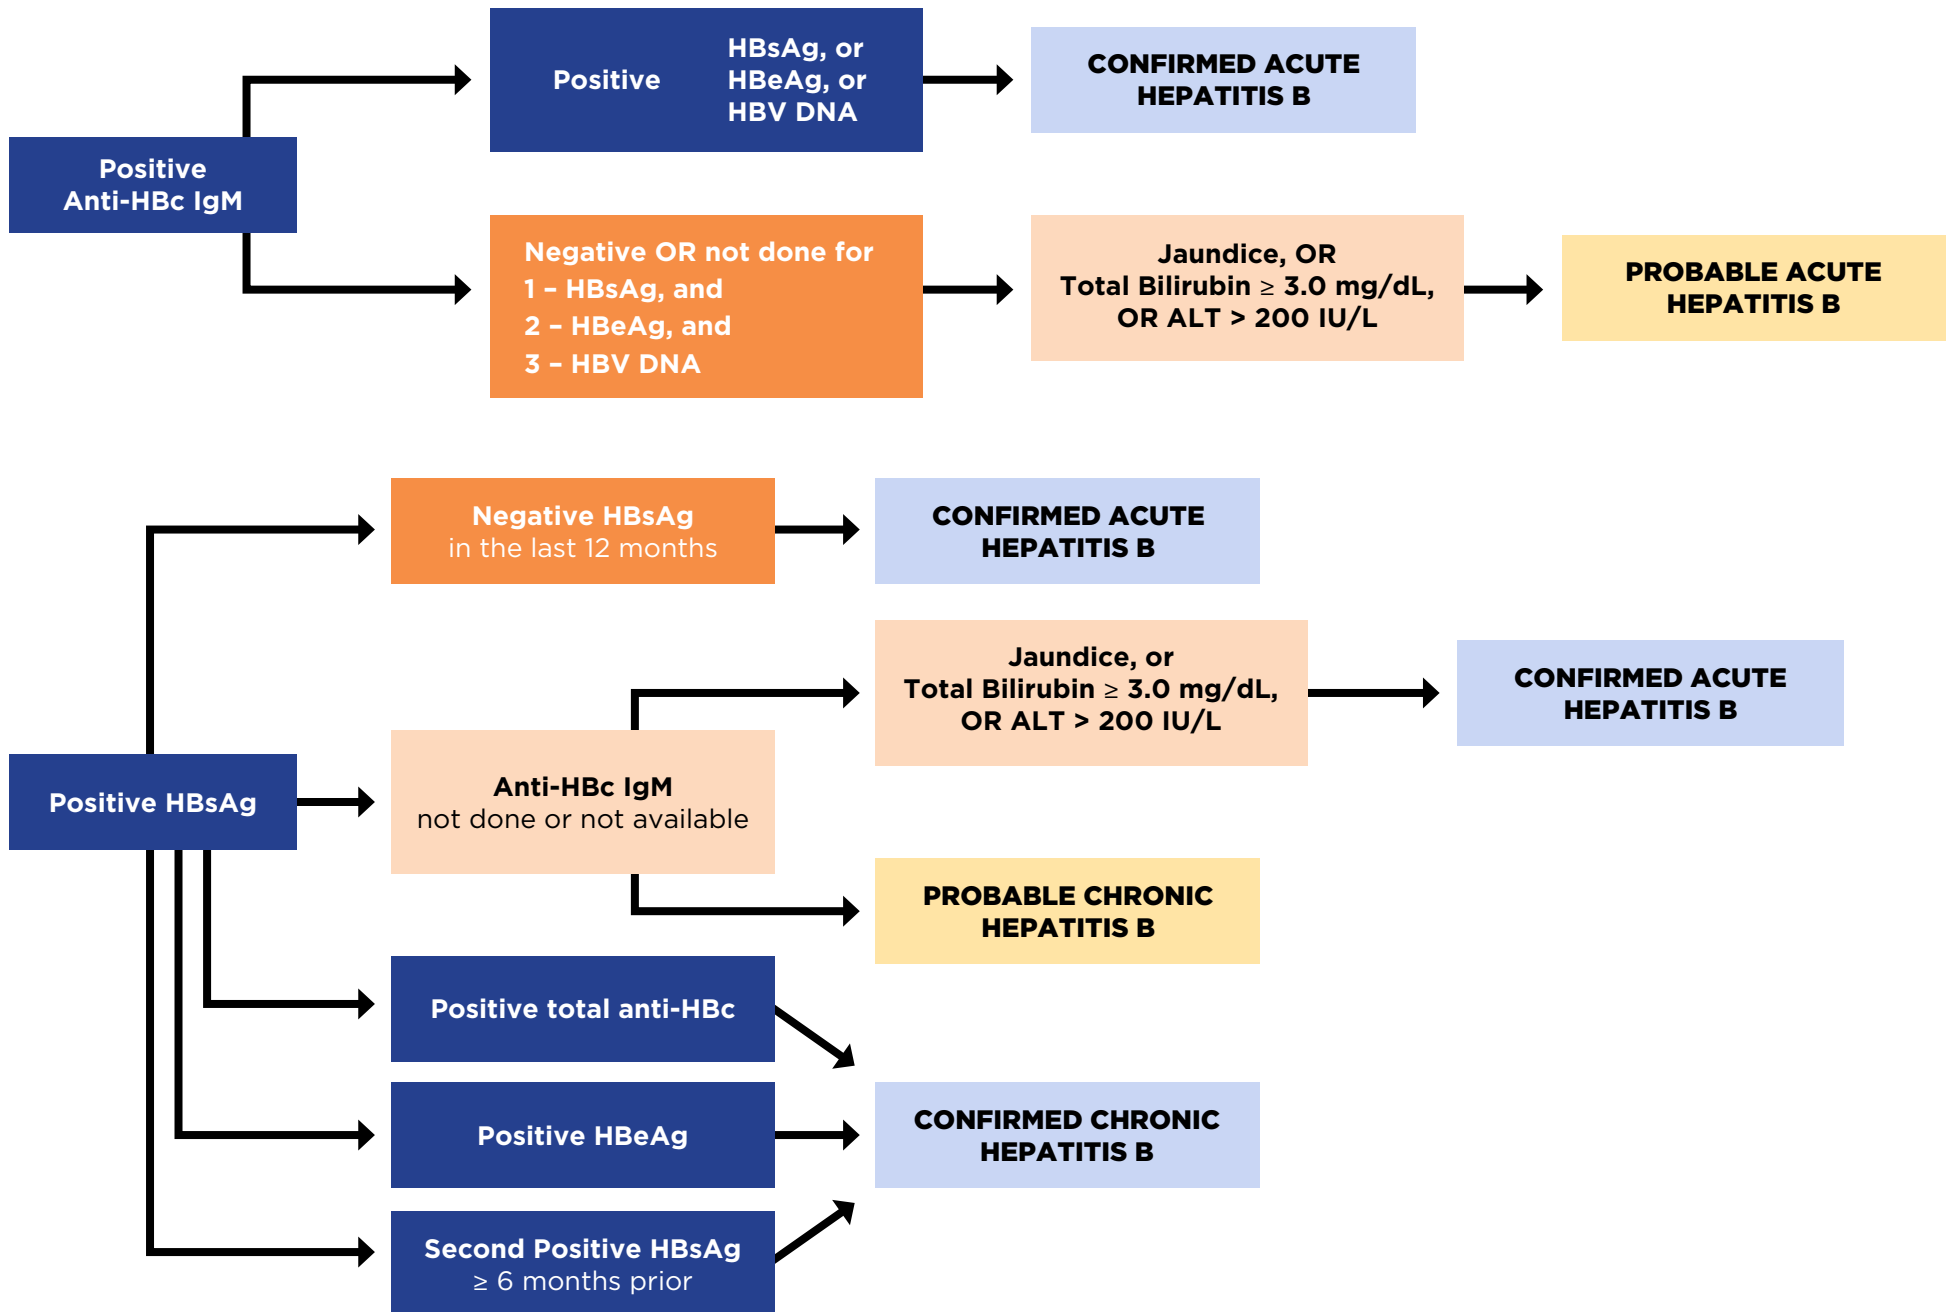 Positive
Anti-HBc IgM
Positive
HBsAg, or
HBeAg, or
HBV DNA
CONFIRMED ACUTE
HEPATITIS B
Negative OR not done for
1 – HBsAg, and
2 – HBeAg, and
3 – HBV DNA
Jaundice, OR
Total Bilirubin ≥ 3.0 mg/dL,
OR ALT > 200 IU/L
PROBABLE ACUTE
HEPATITIS B
Positive HBsAg
Negative HBsAg
in the last 12 months
CONFIRMED ACUTE
HEPATITIS B
Anti-HBc IgM
not done or not available
Jaundice, or
Total Bilirubin ≥ 3.0 mg/dL,
OR ALT > 200 IU/L
CONFIRMED ACUTE
HEPATITIS B
PROBABLE CHRONIC
HEPATITIS B
Positive total anti-HBc
Positive HBeAg
Second Positive HBsAg
≥ 6 months prior
CONFIRMED CHRONIC
HEPATITIS B